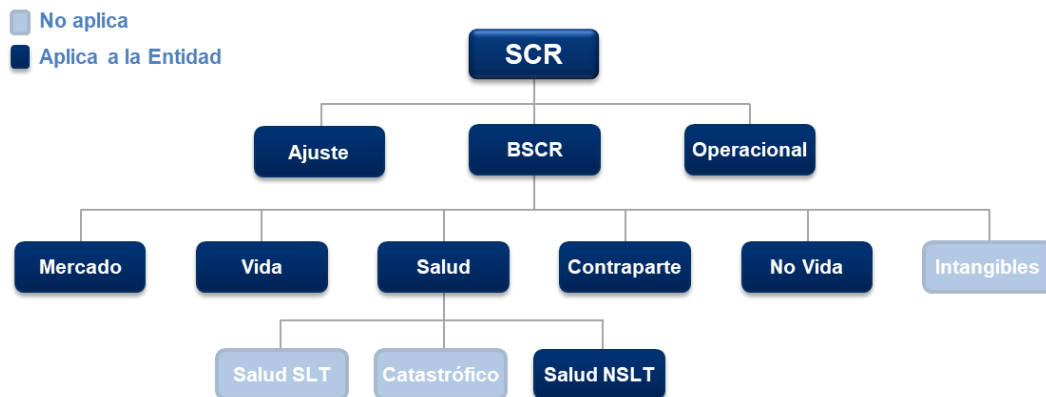 No aplica
Aplica a la Entidad
SCR
Ajuste
BSCR
Operacional
Mercado
Vida
Salud
Contraparte
No Vida
Intangibles
Salud SLT
Catastrófico
Salud NSLT